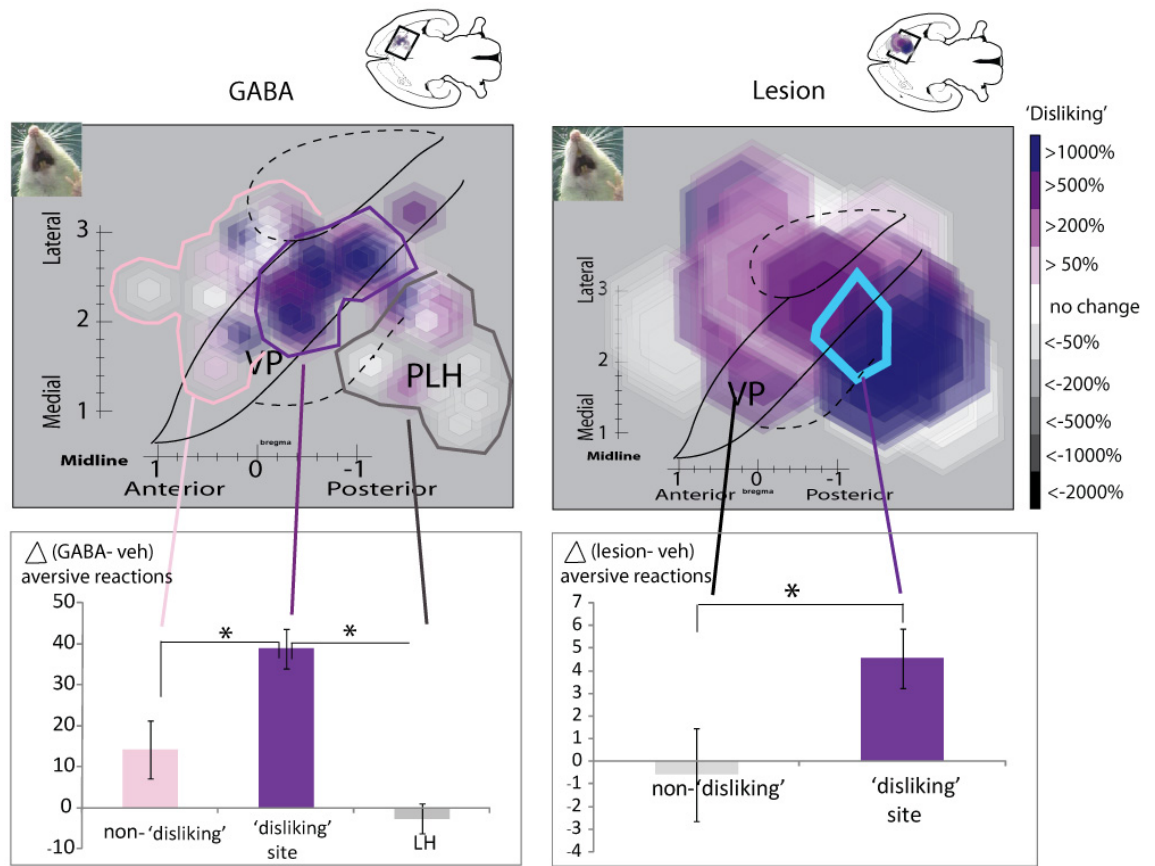 GABA
Lateral
3
2
Medial
1
VP
PLH
bregma
Midline
1
0
-1
Anterior
Posterior
Lesion
Lateral
3
2
Medial
1
VP
Midline
1
0
-1
Anterior
bregma
Posterior
'Disliking'
>1000%
>500%
>200%
> 50%
no change
<-50%
<-200%
<-500%
<-1000%
<-2000%
△ (GABA- veh)
aversive reactions
50
40
30
20
10
0
-10
*
*
non-'disliking'
'disliking'
site
LH
△ (lesion- veh)
aversive reactions
7
6
5
4
3
2
1
0
-1
-2
-3
-4
*
non-'disliking'
'disliking'
site